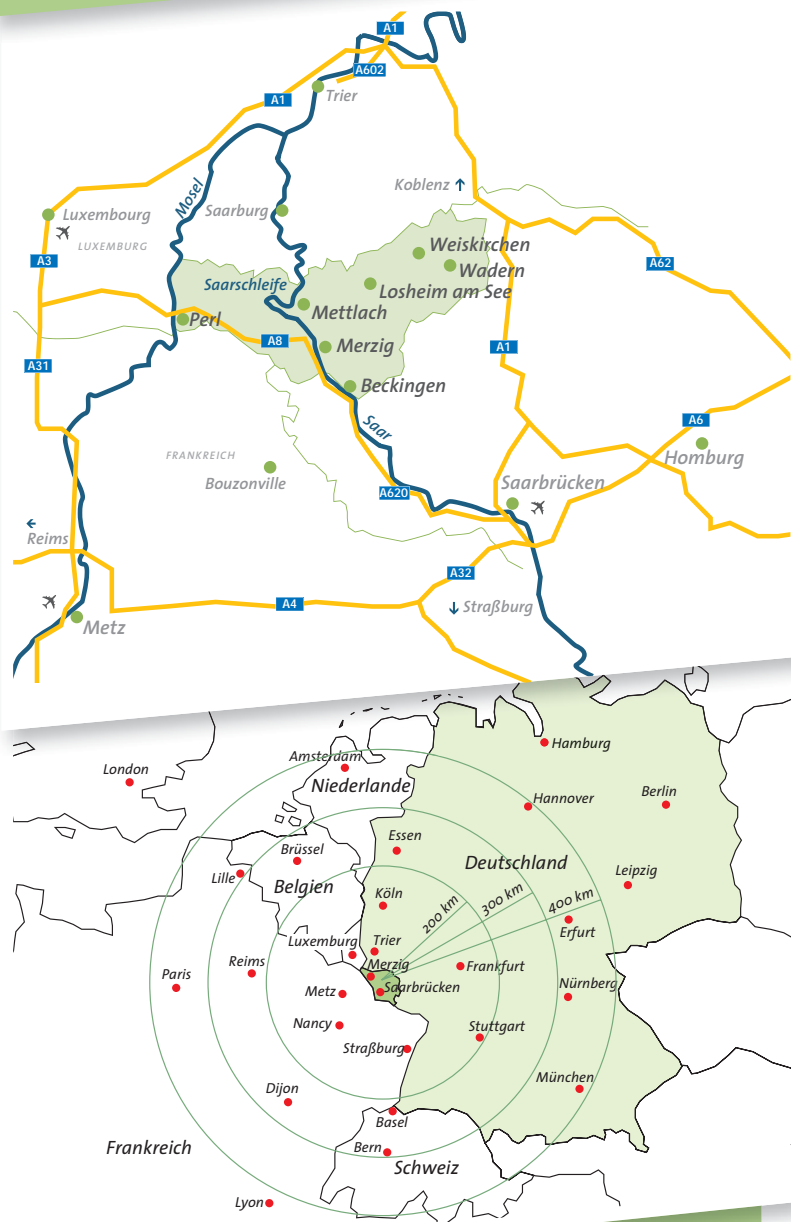 A1
A602
Trier
A1
Koblenz ↑
Mosel
Saarburg
Luxembourg
LUXEMBURG
A3
Weiskirchen
Wadern
A62
Saarschleife
Losheim am See
Mettlach
Perl
A8
Merzig
A1
A31
Beckingen
Saar
A6
Homburg
FRANKREICH
Bouzonville
Saarbrücken
A620
←
Reims
A32
A4
↓ Straßburg
Metz
Hamburg
Amsterdam
London
Niederlande
Hannover
Berlin
Essen
Brüssel
Deutschland
Lille
Belgien
Leipzig
Köln
200 km
300 km
400 km
Erfurt
Luxemburg
Trier
Reims
Merzig
Frankfurt
Paris
Saarbrücken
Metz
Nürnberg
Nancy
Stuttgart
Straßburg
München
Dijon
Basel
Frankreich
Bern
Schweiz
Lyon